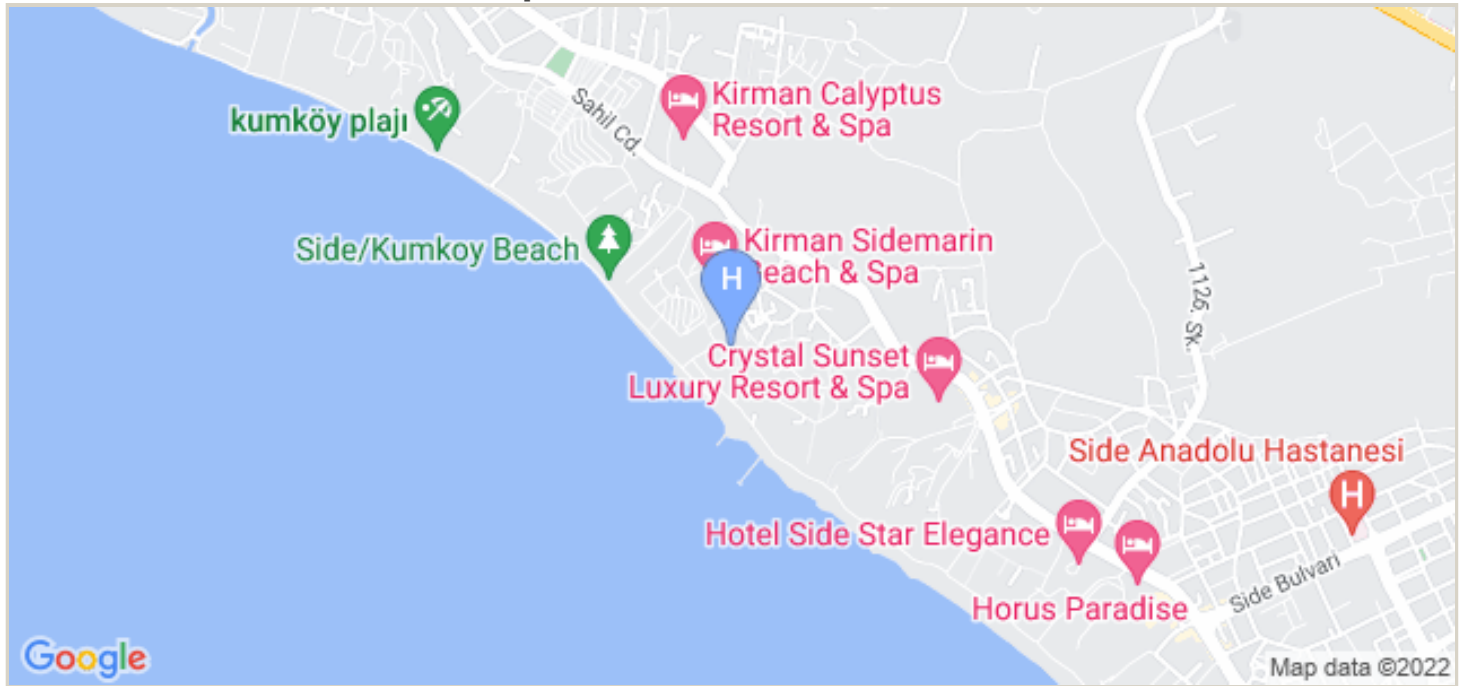 Kirman Calyptus
Resort & Spa
kumköy plajı
Sahil Cd.
Side/Kumkoy Beach
Kirman Sidemarin
Beach & Spa
H
1126. Sk.
Crystal Sunset
Luxury Resort & Spa
Side Anadolu Hastanesi
H
Hotel Side Star Elegance
Side Bulvarı
Horus Paradise
Google
Map data ©2022